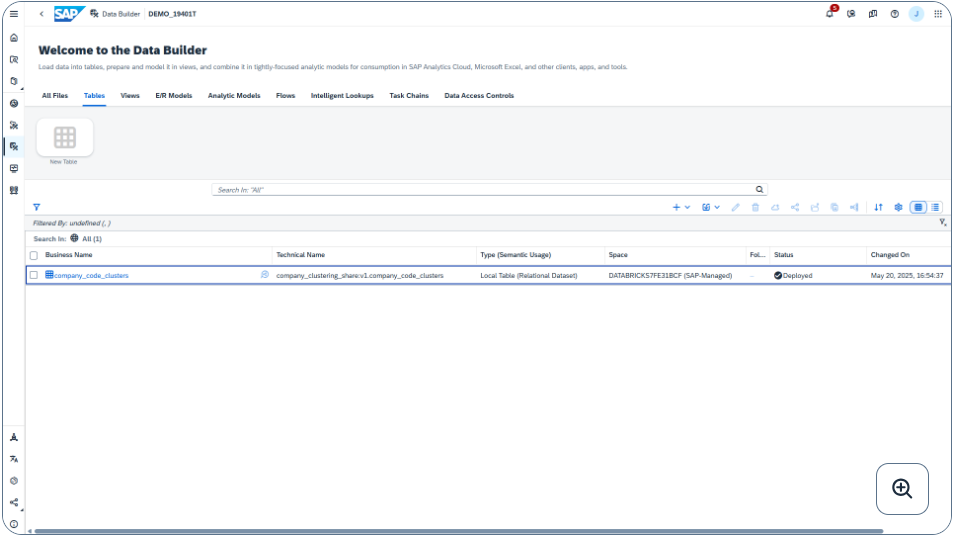 SAP Data Builder DEMO_19401T 5 J
Welcome to the Data Builder
Load data into tables, prepare and model it in views, and combine it in tightly-focused analytic models for consumption in SAP Analytics Cloud, Microsoft Excel, and other clients, apps, and tools.
All Files Tables Views E/R Models Analytic Models Flows Intelligent Lookups Task Chains Data Access Controls
New Table
Search In: "All"
Filtered By: undefined (, )
Search In: All (1)
Business Name Technical Name Type (Semantic Usage) Space Fol... Status Changed On
company_code_clusters company_clustering_share:v1.company_code_clusters Local Table (Relational Dataset) DATABRICKS7FE31BCF (SAP-Managed) ... Deployed May 20, 2025, 16:54:37